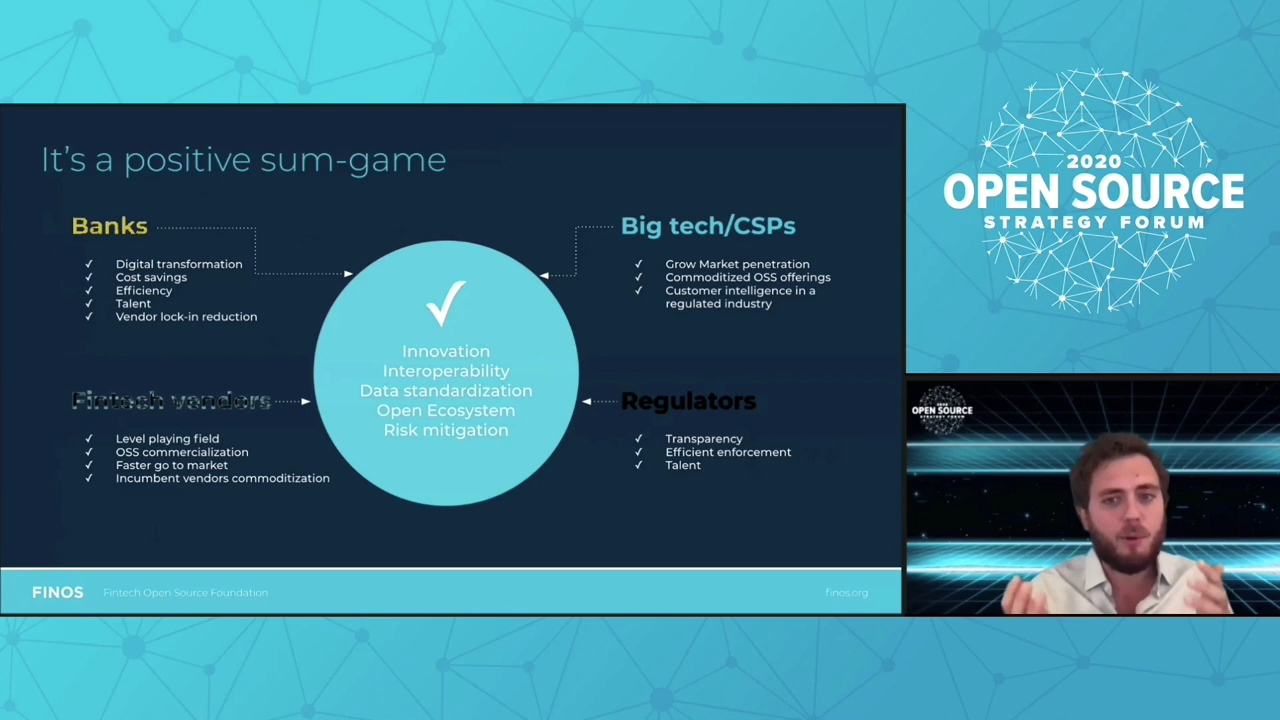 It's a positive sum-game
Banks
✓ Digital transformation
✓ Cost savings
✓ Efficiency
✓ Talent
✓ Vendor lock-in reduction
Big tech/CSPs
✓ Grow Market penetration
✓ Commoditized OSS offerings
✓ Customer intelligence in a
regulated industry
✓
Innovation
Interoperability
Data standardization
Open Ecosystem
Risk mitigation
Fintech vendors
✓ Level playing field
✓ OSS commercialization
✓ Faster go to market
✓ Incumbent vendors commoditization
Regulators
✓ Transparency
✓ Efficient enforcement
✓ Talent
FINOS Fintech Open Source Foundation
finos.org
2020
OPEN SOURCE
STRATEGY FORUM
2020
OPEN SOURCE
STRATEGY FORUM